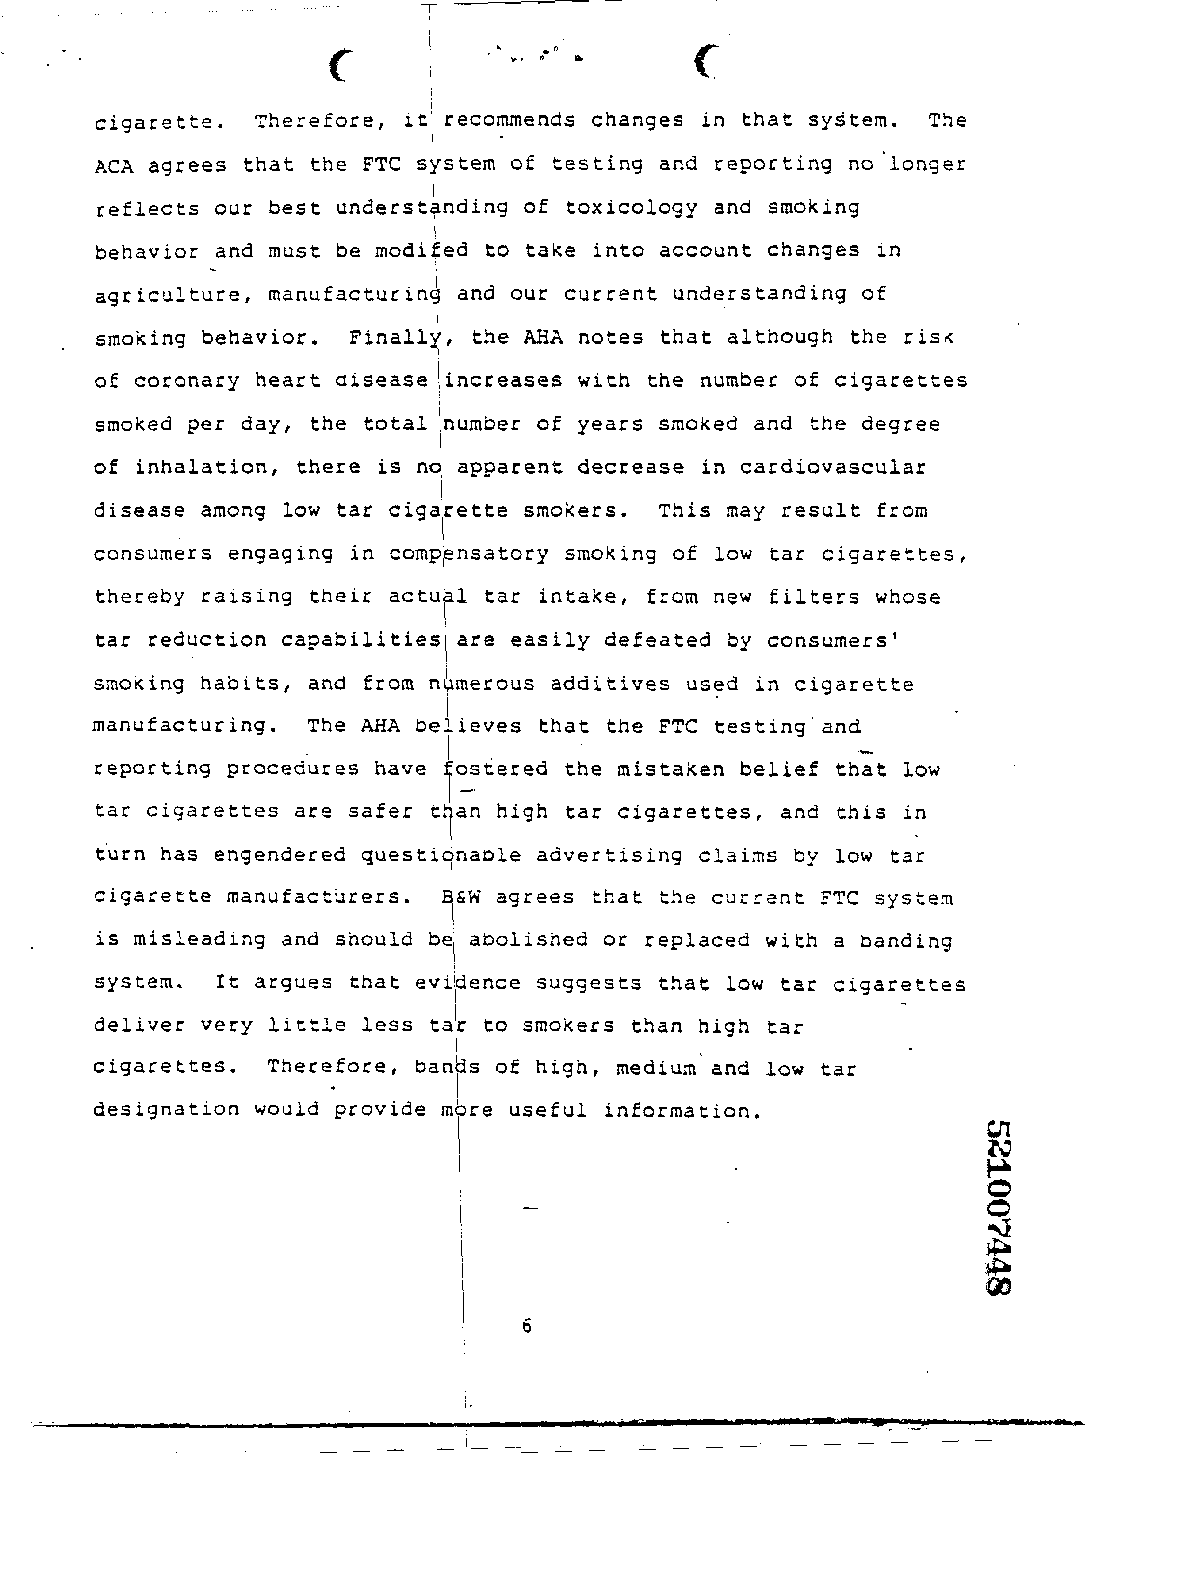 cigarette.  Therefore, it recommends changes in that system.  The
ACA agrees that the FTC system of testing and reporting no longer
reflects our best understanding of toxicology and smoking
behavior and must be modifed to take into account changes in
agriculture, manufacturing and our current understanding of
smoking behavior.  Finally, the AHA notes that although the risk
of coronary heart disease increases with the number of cigarettes
smoked per day, the total number of years smoked and the degree
of inhalation, there is no apparent decrease in cardiovascular
disease among low tar cigarette smokers.  This may result from
consumers engaging in compensatory smoking of low tar cigarettes,
thereby raising their actual tar intake, from new filters whose
tar reduction capabilities are easily defeated by consumers'
smoking habits, and from numerous additives used in cigarette
manufacturing.  The AHA believes that the FTC testing and
reporting procedures have fostered the mistaken belief that low
tar cigarettes are safer than high tar cigarettes, and this in
turn has engendered questionable advertising claims by low tar
cigarette manufacturers.  B&W agrees that the current FTC system
is misleading and should be abolished or replaced with a banding
system.  It argues that evidence suggests that low tar cigarettes
deliver very little less tar to smokers than high tar
cigarettes.  Therefore, bands of high, medium and low tar
designation would provide more useful information.
521007448
6